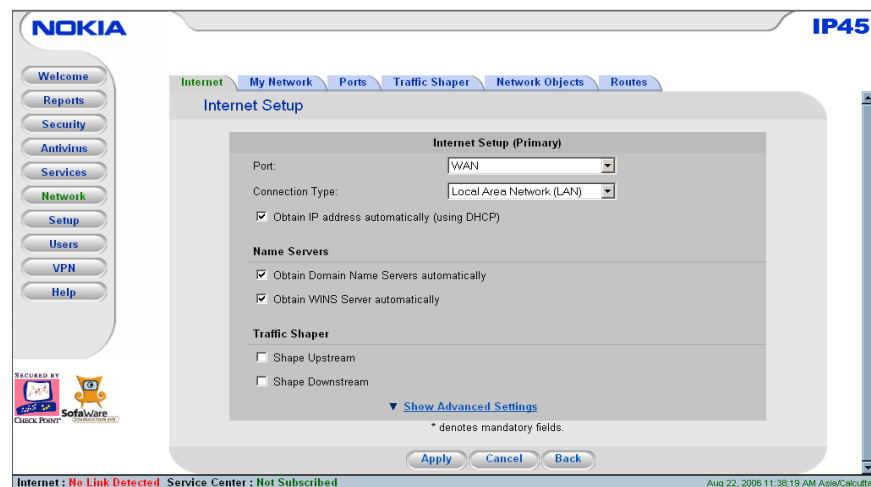 NOKIA
IP45
Welcome
Reports
Security
Antivirus
Services
Network
Setup
Users
VPN
Help
Internet My Network Ports Traffic Shaper Network Objects Routes
Internet Setup
Internet Setup (Primary)
Port: WAN
Connection Type: Local Area Network (LAN)
Obtain IP address automatically (using DHCP)
Name Servers
Obtain Domain Name Servers automatically
Obtain WINS Server automatically
Traffic Shaper
Shape Upstream
Shape Downstream
Show Advanced Settings
* denotes mandatory fields.
Apply Cancel Back
SECURED BY
CHECK POINT
SofaWare
Internet : No Link Detected Service Center : Not Subscribed
Aug 22, 2006 11:38:19 AM Asia/Calcutta